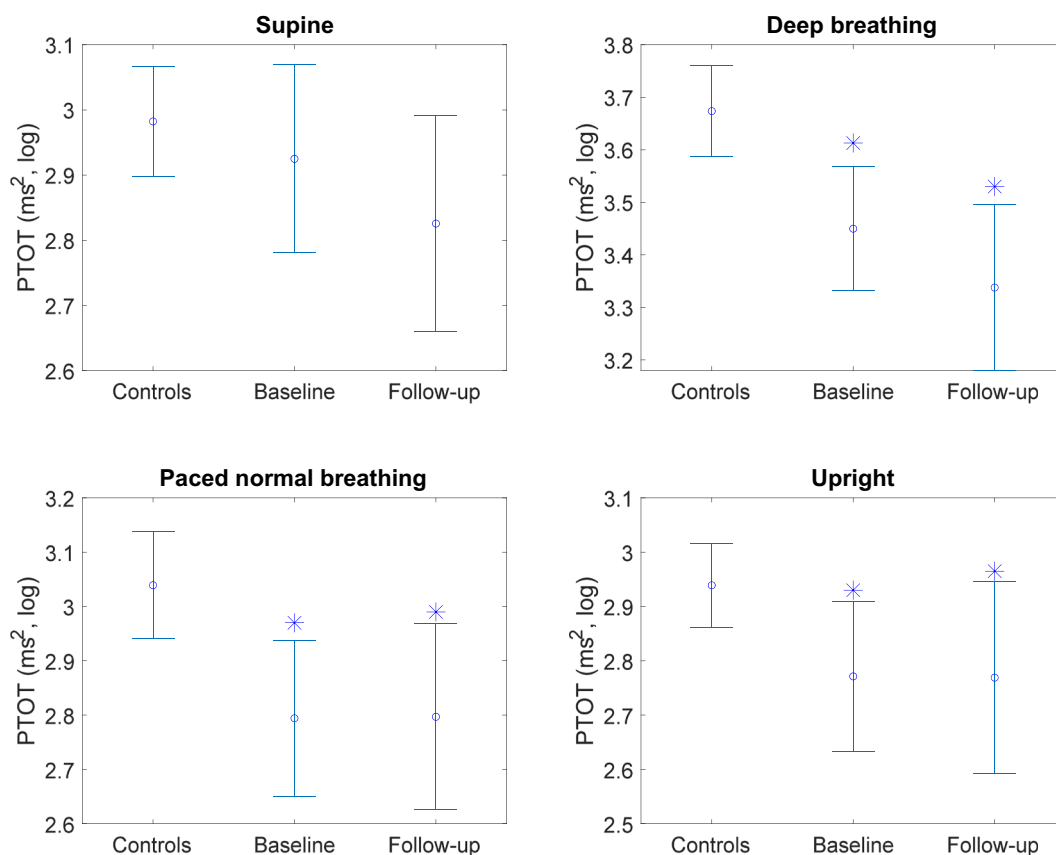 Supine
3.1
3
2.9
2.8
2.7
2.6
PTOT (ms², log)
Controls Baseline Follow-up
Deep breathing
3.8
3.7
3.6
3.5
3.4
3.3
3.2
PTOT (ms², log)
Controls Baseline Follow-up
Paced normal breathing
3.2
3.1
3
2.9
2.8
2.7
2.6
PTOT (ms², log)
Controls Baseline Follow-up
Upright
3.1
3
2.9
2.8
2.7
2.6
2.5
PTOT (ms², log)
Controls Baseline Follow-up